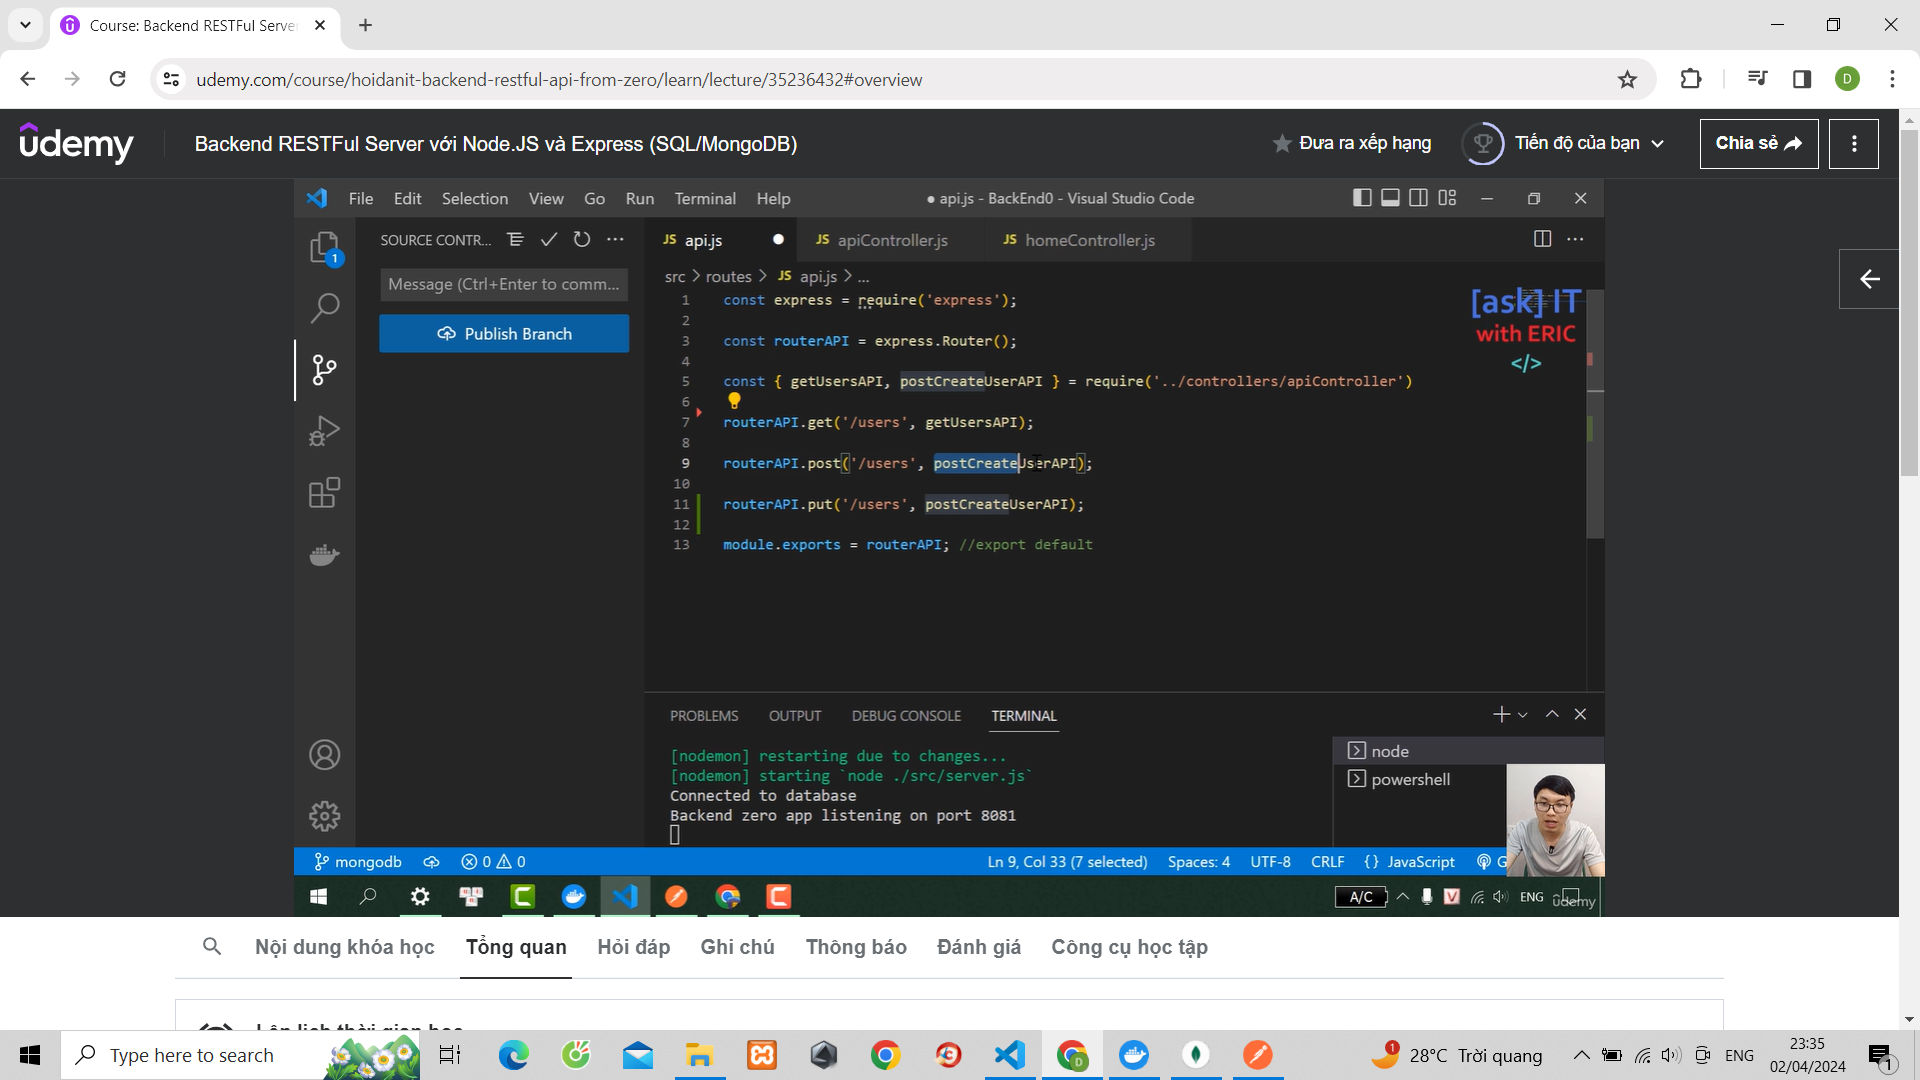 Course: Backend RESTFul Server
udemy.com/course/hoidanit-backend-restful-api-from-zero/learn/lecture/35236432#overview
D
udemy
Backend RESTFul Server với Node.JS và Express (SQL/MongoDB)
Đưa ra xếp hạng
Tiến độ của bạn
Chia sẻ
File Edit Selection View Go Run Terminal Help
● api.js - BackEnd0 - Visual Studio Code
SOURCE CONTR...
JS api.js
JS apiController.js
JS homeController.js
1
Message (Ctrl+Enter to comm...
Publish Branch
src > routes > JS api.js > ...
1 const express = require('express');
2
3 const routerAPI = express.Router();
4
5 const { getUsersAPI, postCreateUserAPI } = require('../controllers/apiController')
6
7 routerAPI.get('/users', getUsersAPI);
8
9 routerAPI.post('/users', postCreateUserAPI);
10
11 routerAPI.put('/users', postCreateUserAPI);
12
13 module.exports = routerAPI; //export default
[ask] IT
with ERIC
</>
PROBLEMS OUTPUT DEBUG CONSOLE TERMINAL
[nodemon] restarting due to changes...
[nodemon] starting `node ./src/server.js`
Connected to database
Backend zero app listening on port 8081
node
powershell
mongodb
0 0
Ln 9, Col 33 (7 selected)
Spaces: 4
UTF-8
CRLF
{ } JavaScript
G
A/C
V
ENG
udemy
Nội dung khóa học
Tổng quan
Hỏi đáp
Ghi chú
Thông báo
Đánh giá
Công cụ học tập
Lên lịch thời gian học
Type here to search
D
1
28°C Trời quang
ENG
23:35
02/04/2024
1